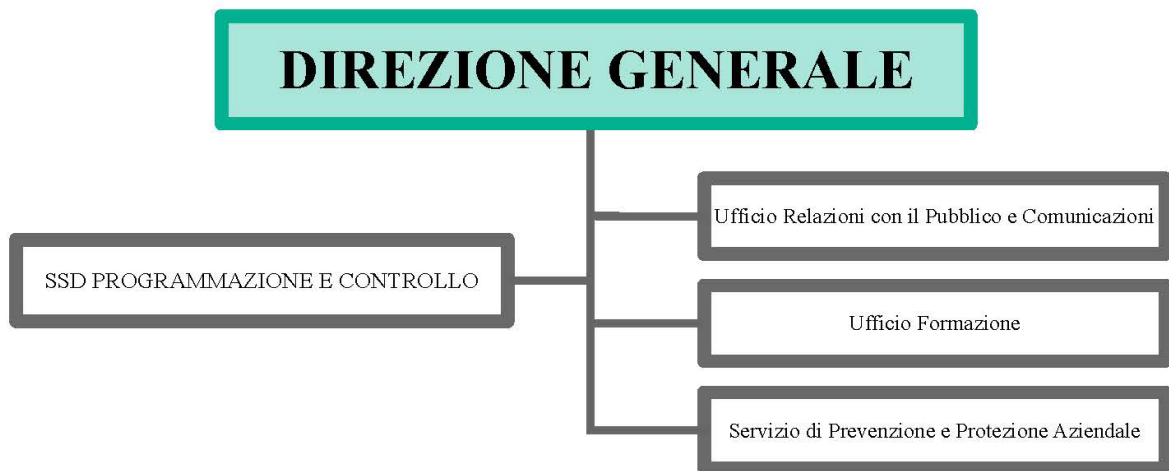 DIREZIONE GENERALE
Ufficio Relazioni con il Pubblico e Comunicazioni
SSD PROGRAMMAZIONE E CONTROLLO
Ufficio Formazione
Servizio di Prevenzione e Protezione Aziendale